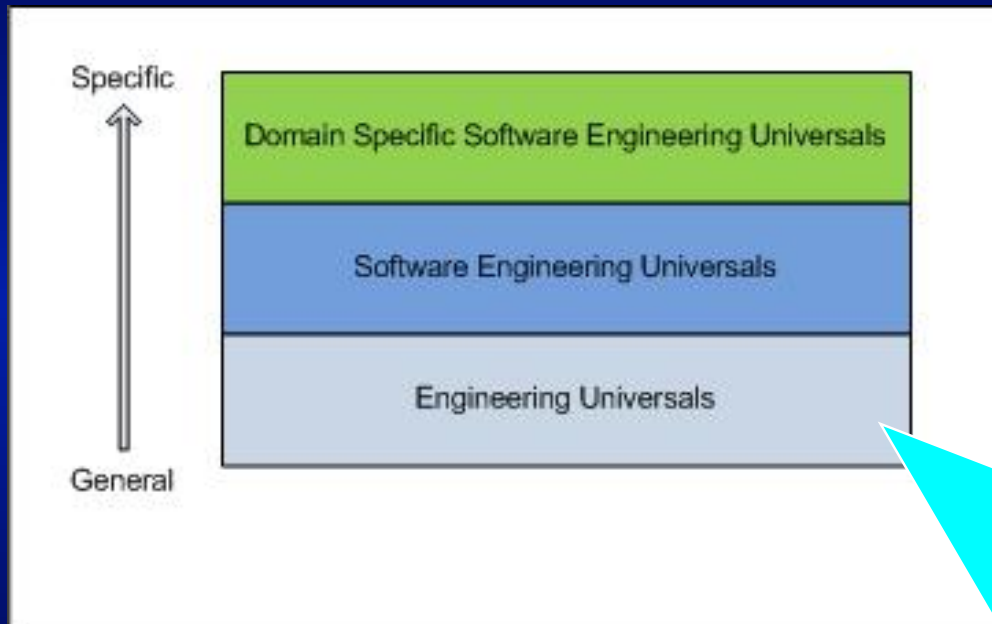 Specific
Domain Specific Software Engineering Universals
Software Engineering Universals
Engineering Universals
General